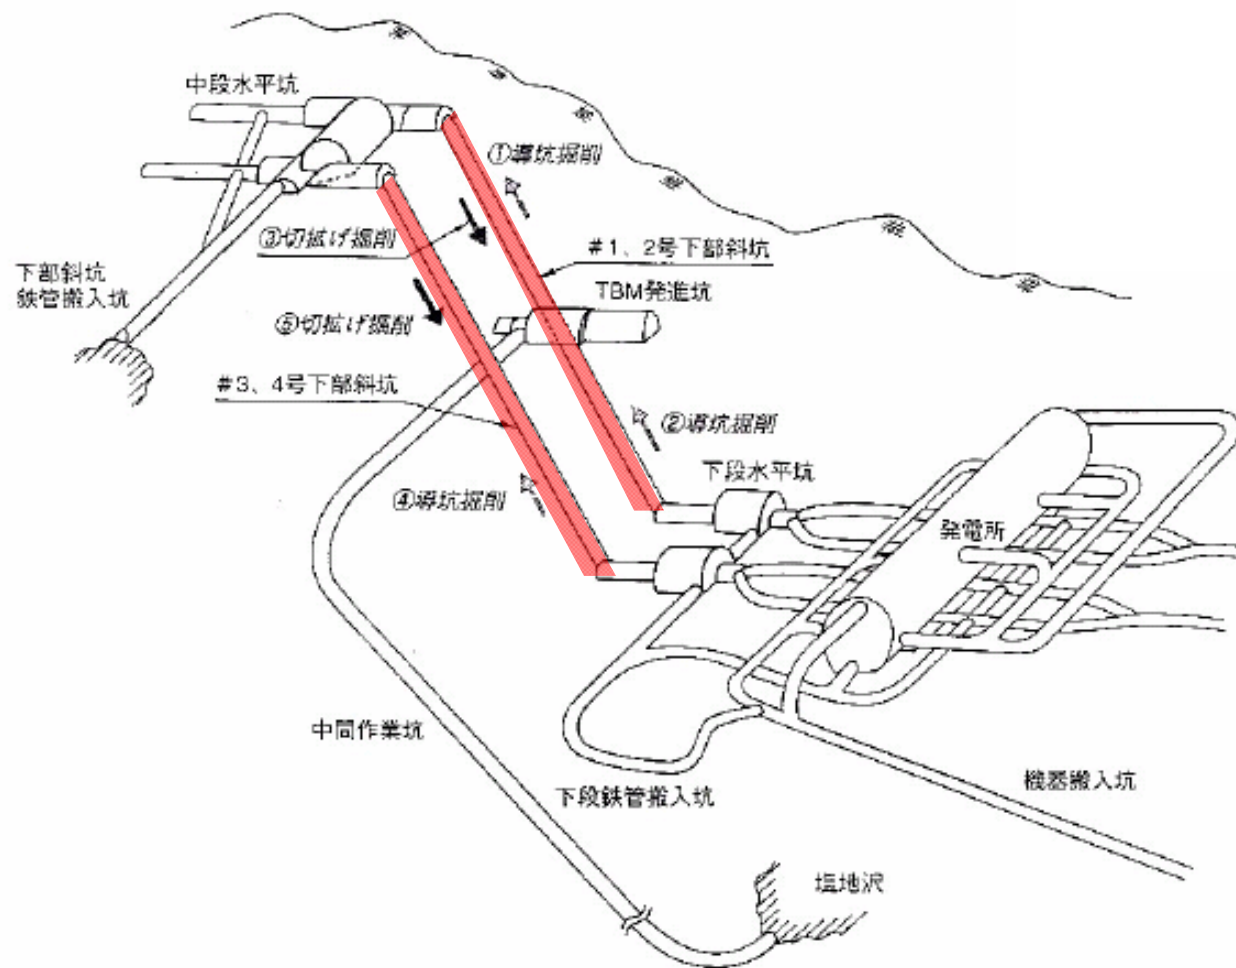 中段水平坑
①導坑掘削
③切拡げ掘削
#1、2号下部斜坑
下部斜坑
鉄管搬入坑
TBM発進坑
⑤切拡げ掘削
#3、4号下部斜坑
②導坑掘削
下段水平坑
④導坑掘削
発電所
中間作業坑
下段鉄管搬入坑
機器搬入坑
塩地沢